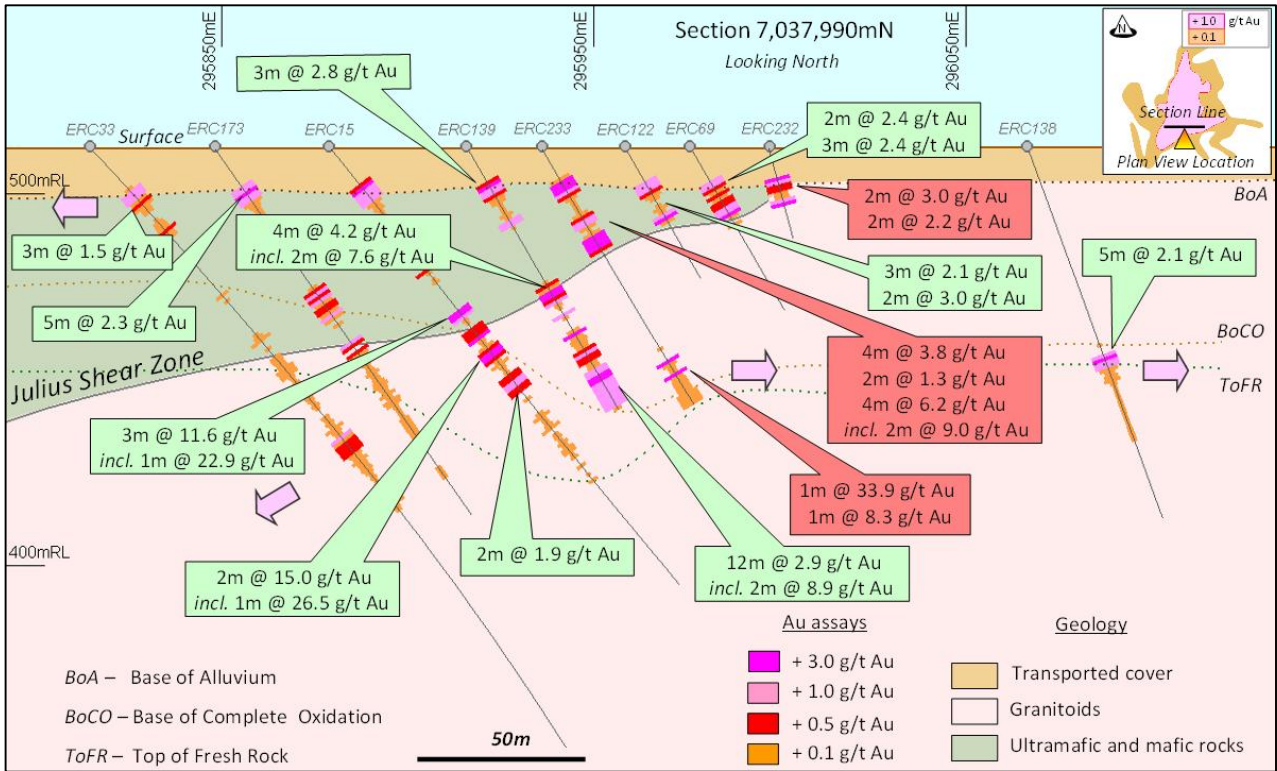 Section 7,037,990mN
Looking North
295850mE
295950mE
296050mE
N
+ 1.0 g/t Au
+ 0.1
Section Line
Plan View Location
ERC33
Surface
ERC173
ERC15
ERC139
ERC233
ERC122
ERC69
ERC232
ERC138
3m @ 2.8 g/t Au
2m @ 2.4 g/t Au
3m @ 2.4 g/t Au
500mRL
BoA
2m @ 3.0 g/t Au
2m @ 2.2 g/t Au
3m @ 1.5 g/t Au
4m @ 4.2 g/t Au
incl. 2m @ 7.6 g/t Au
3m @ 2.1 g/t Au
2m @ 3.0 g/t Au
5m @ 2.1 g/t Au
5m @ 2.3 g/t Au
BoCO
Julius Shear Zone
4m @ 3.8 g/t Au
2m @ 1.3 g/t Au
4m @ 6.2 g/t Au
incl. 2m @ 9.0 g/t Au
ToFR
3m @ 11.6 g/t Au
incl. 1m @ 22.9 g/t Au
1m @ 33.9 g/t Au
1m @ 8.3 g/t Au
400mRL
2m @ 15.0 g/t Au
incl. 1m @ 26.5 g/t Au
2m @ 1.9 g/t Au
12m @ 2.9 g/t Au
incl. 2m @ 8.9 g/t Au
BoA – Base of Alluvium
BoCO – Base of Complete Oxidation
ToFR – Top of Fresh Rock
50m
Au assays
+ 3.0 g/t Au
+ 1.0 g/t Au
+ 0.5 g/t Au
+ 0.1 g/t Au
Geology
Transported cover
Granitoids
Ultramafic and mafic rocks